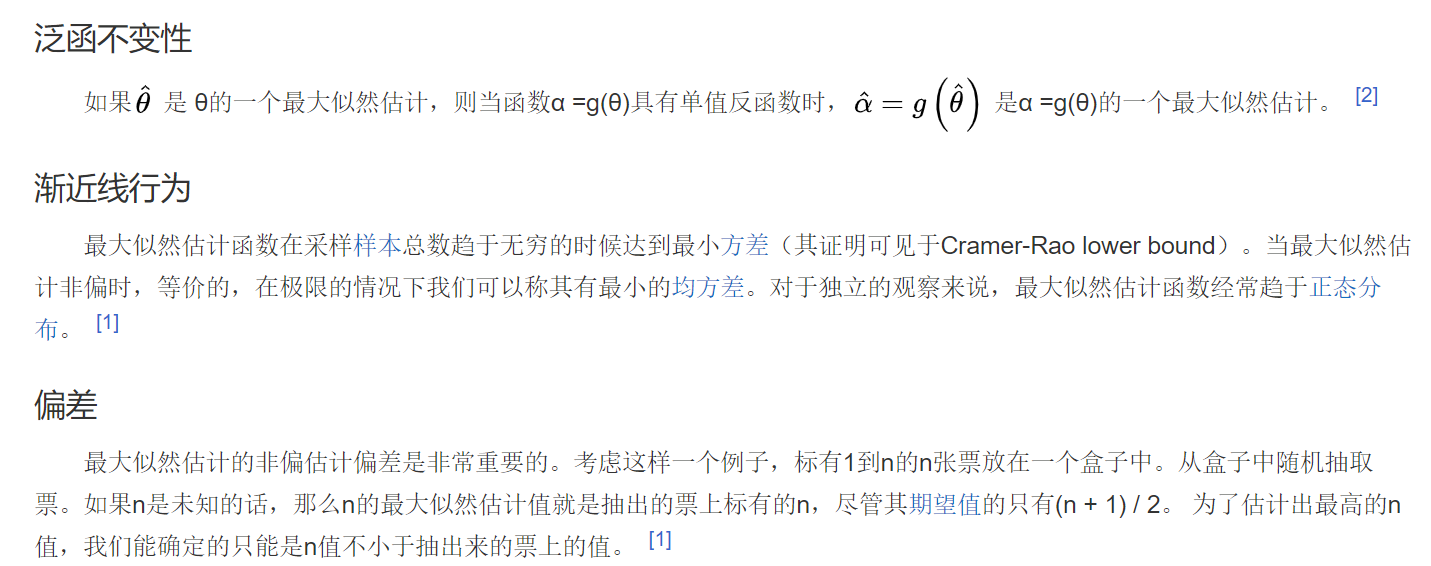 泛函不变性
如果θ̂ 是 θ的一个最大似然估计，则当函数α =g(θ)具有单值反函数时，α̂ = g(θ̂) 是α =g(θ)的一个最大似然估计。 [2]
渐近线行为
最大似然估计函数在采样样本总数趋于无穷的时候达到最小方差（其证明可见于Cramer-Rao lower bound）。当最大似然估
计非偏时，等价的，在极限的情况下我们可以称其有最小的均方差。对于独立的观察来说，最大似然估计函数经常趋于正态分
布。 [1]
偏差
最大似然估计的非偏估计偏差是非常重要的。考虑这样一个例子，标有1到n的n张票放在一个盒子中。从盒子中随机抽取
票。如果n是未知的话，那么n的最大似然估计值就是抽出的票上标有的n，尽管其期望值的只有(n + 1) / 2。 为了估计出最高的n
值，我们能确定的只能是n值不小于抽出来的票上的值。 [1]